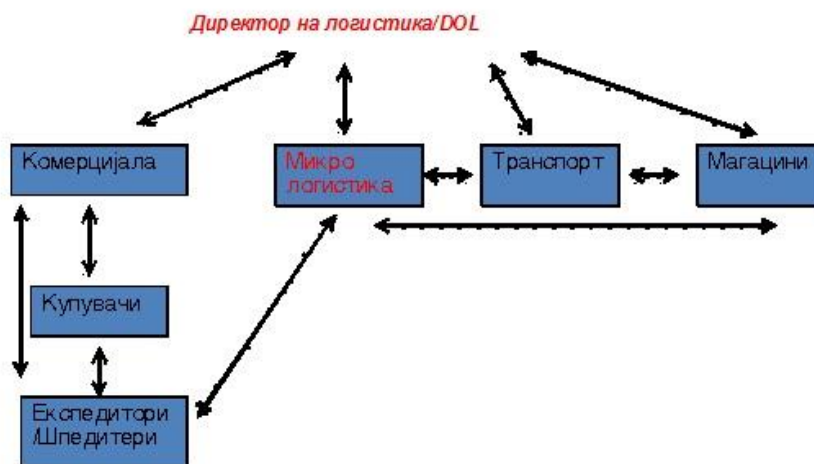 Директор на логистика/DOL
Комерцијала
Микро
логистика
Транспорт
Магацини
Купувачи
Експедитори
/Шпедитери